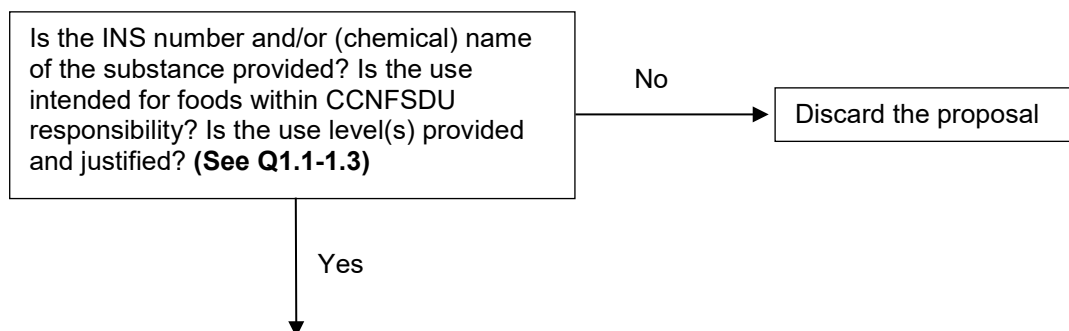 Is the INS number and/or (chemical) name
of the substance provided? Is the use
intended for foods within CCNFSDU
responsibility? Is the use level(s) provided
and justified? (See Q1.1-1.3)
No
Discard the proposal
Yes